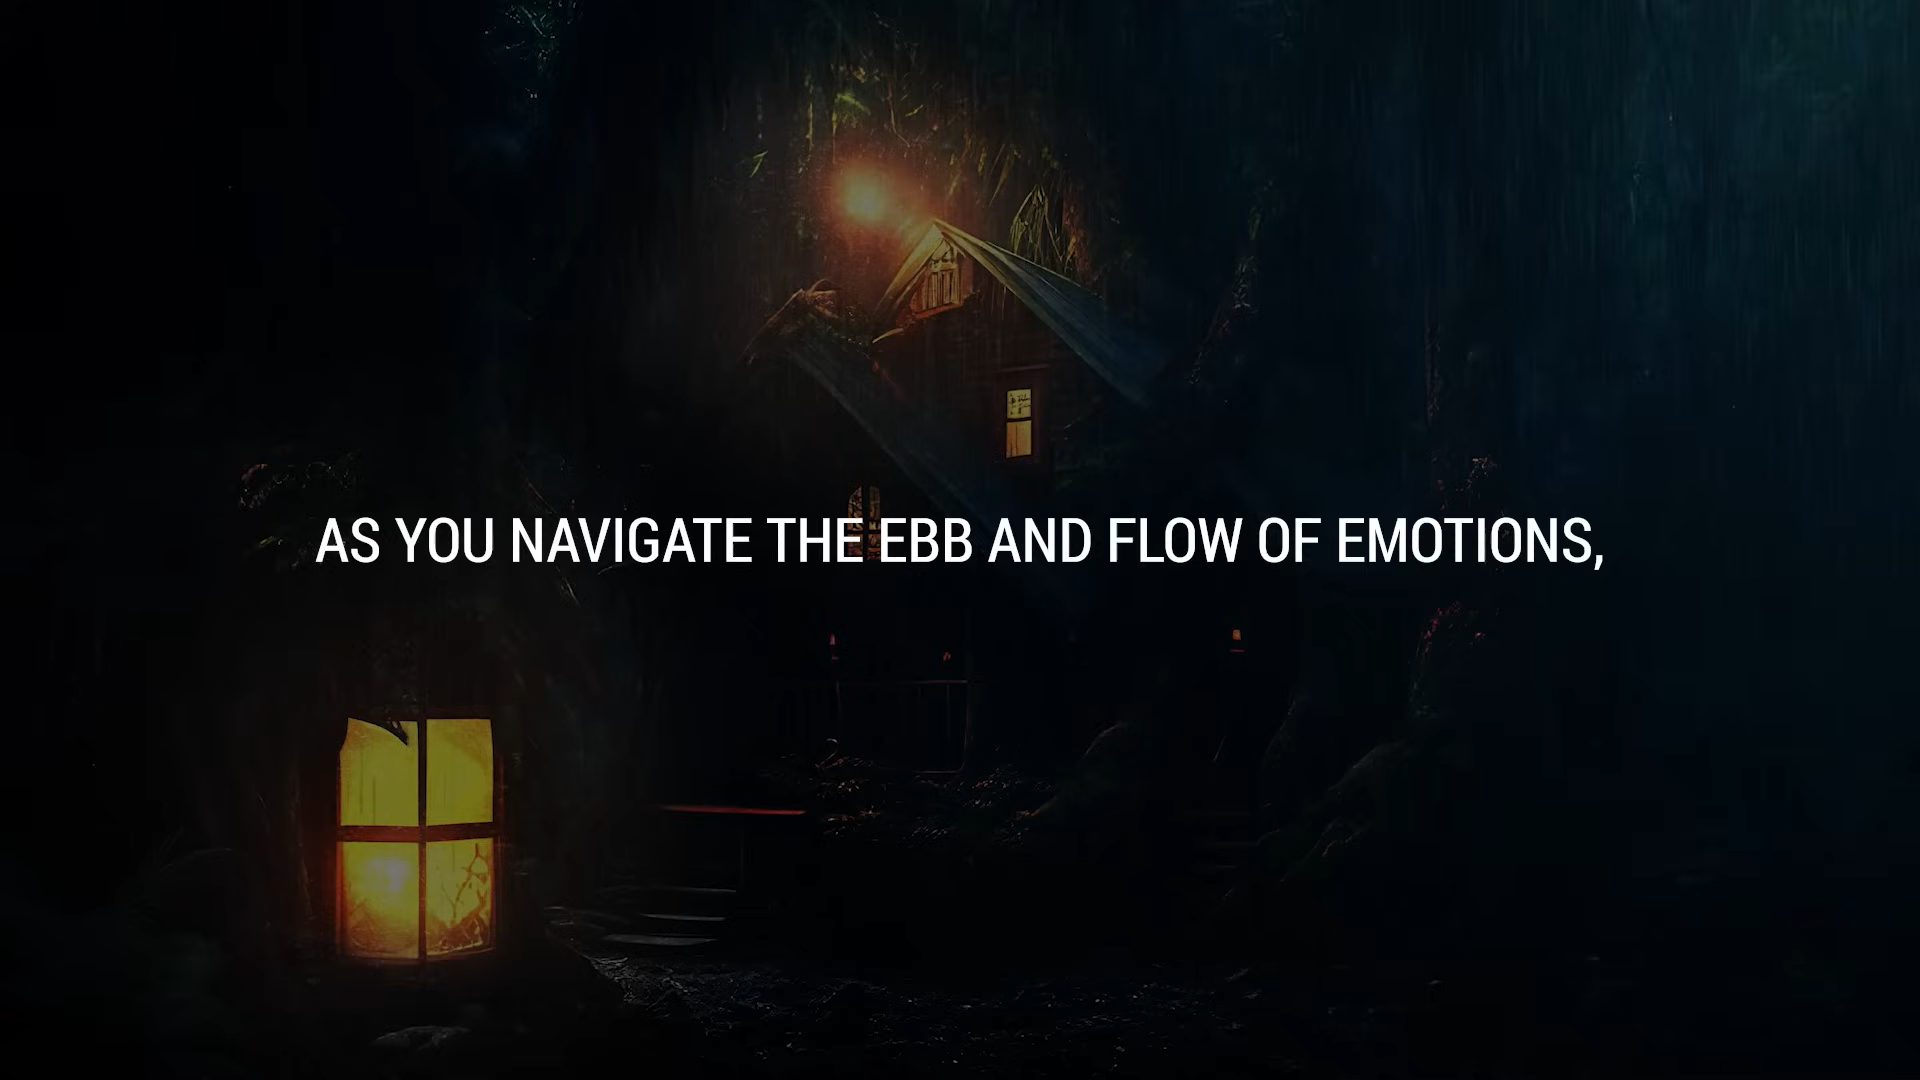 AS YOU NAVIGATE THE EBB AND FLOW OF EMOTIONS,